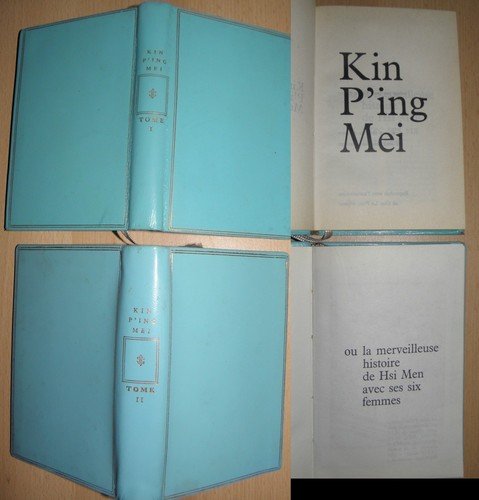 KIN
P'ING
MEI
TOME
I
Kin
P'ing
Mei
KIN
P'ING
MEI
TOME
II
ou la merveilleuse
histoire
de Hsi Men
avec ses six
femmes